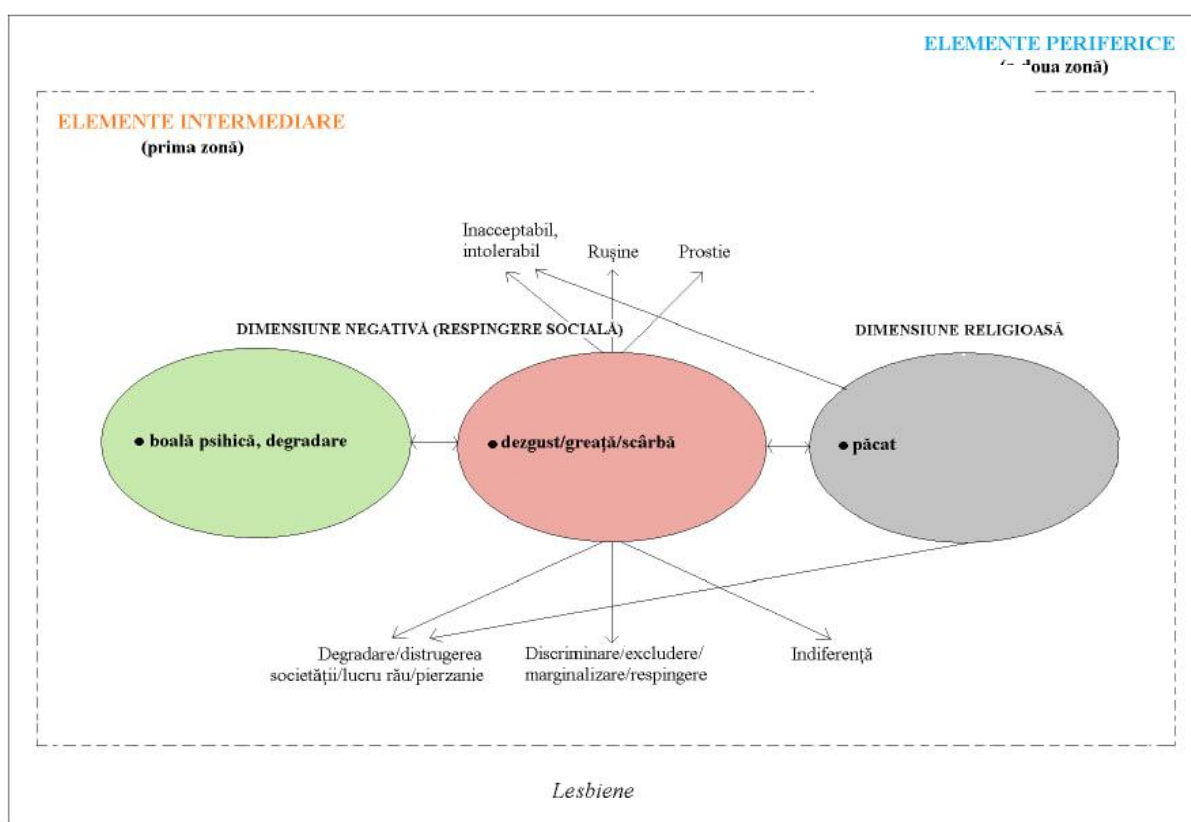 ELEMENTE PERIFERICE
doua zonă)
ELEMENTE INTERMEDIARE
(prima zonă)
Inacceptabil,
intolerabil
Rușine
Prostie
DIMENSIUNE NEGATIVĂ (RESPINGERE SOCIALĂ)
DIMENSIUNE RELIGIOASĂ
• boală psihică, degradare
• dezgust/greață/scârbă
• păcat
Degradare/distrugerea
societății/lucru rău/pierzanie
Discriminare/excludere/
marginalizare/respingere
Indiferență
Lesbiene